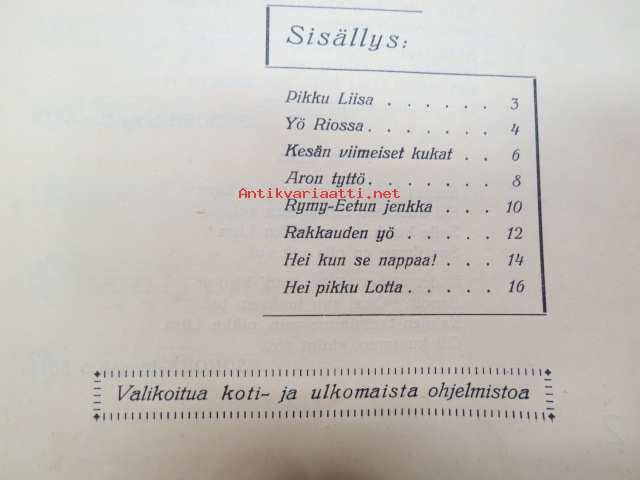 Sisällys:
Pikku Liisa . . . . . . 3
Yö Riossa . . . . . . 4
Kesän viimeiset kukat . . 6
Aron tyttö. . . . . . 8
Antikvariaatti.net
Rymy-Eetun jenkka . . . 10
Rakkauden yö . . . . 12
Hei kun se nappaa! . . . 14
Hei pikku Lotta . . . . 16
Valikoitua koti- ja ulkomaista ohjelmistoa